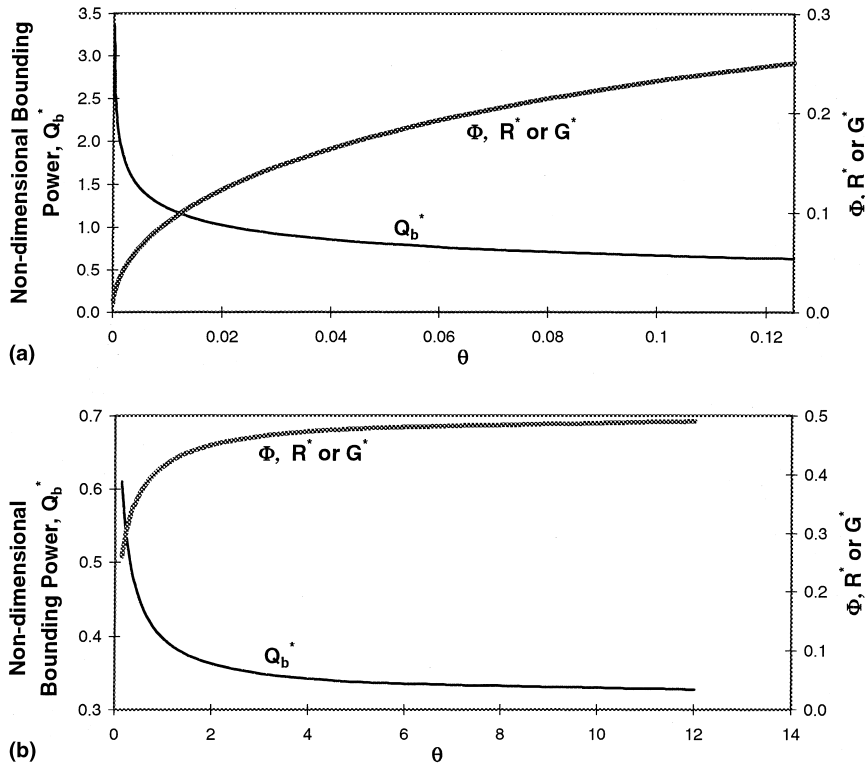 Non-dimensional Bounding
Power, Q_b^*
3.5
3.0
2.5
2.0
1.5
1.0
0.5
0.0
Φ, R^* or G^*
Q_b^*
0.3
0.2
0.1
0.0
Φ, R^* or G^*
0
0.02
0.04
0.06
0.08
0.1
0.12
θ
(a)
Non-dimensional
Bounding Power, Q_b^*
0.7
0.6
0.5
0.4
0.3
Φ, R^* or G^*
Q_b^*
0.5
0.4
0.3
0.2
0.1
0.0
Φ, R^* or G^*
0
2
4
6
8
10
12
14
θ
(b)